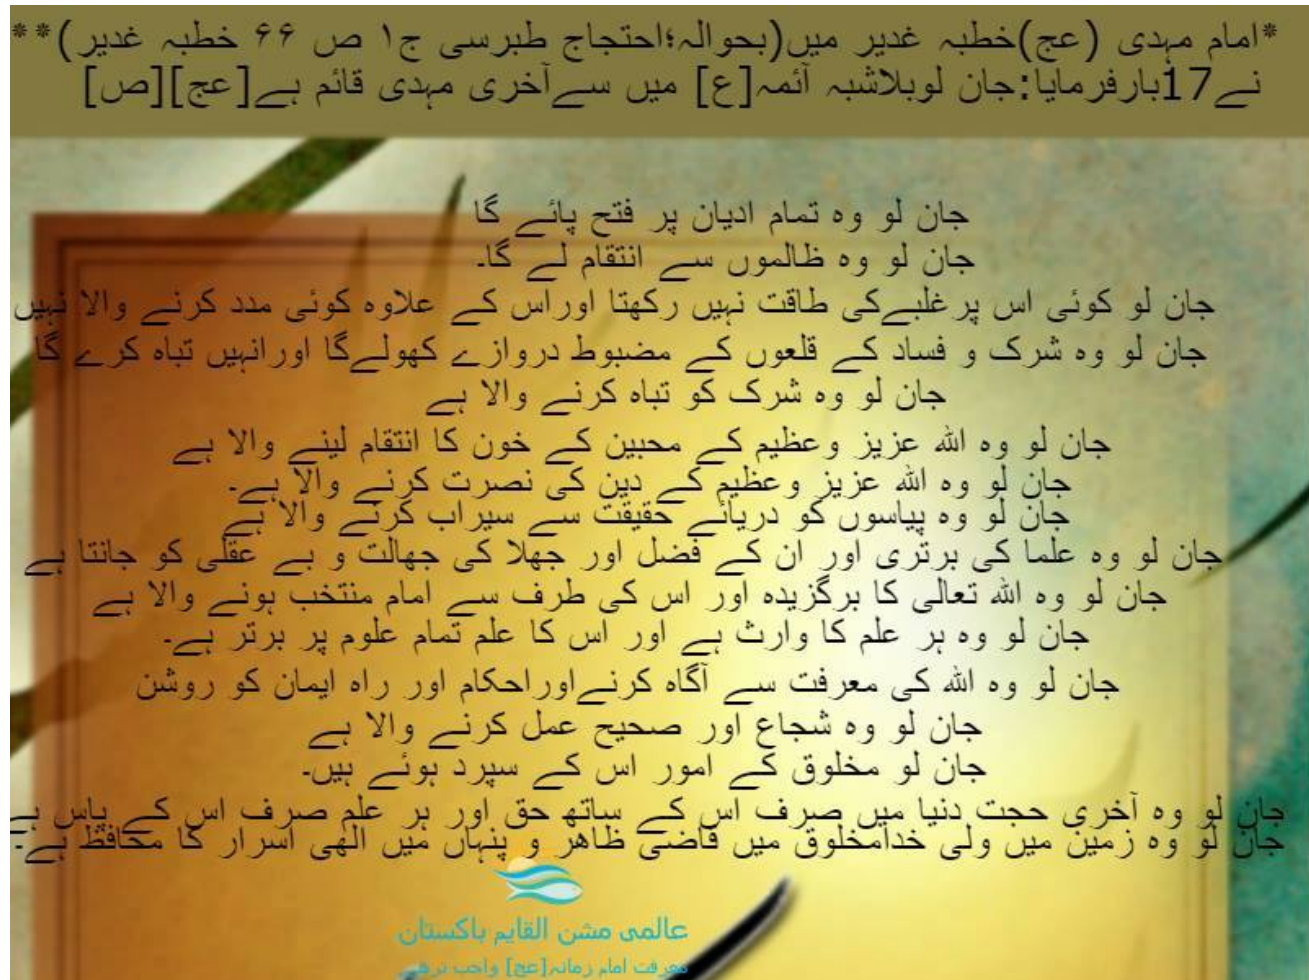 *امام مہدی (عج)خطبہ غدیر میں(بحوالہ؛احتجاج طبرسی ج۱ ص ۶۶ خطبہ غدیر)**
نے17بارفرمایا:جان لوبلاشبہ آئمہ[ع] میں سےآخری مہدی قائم ہے[عج][ص]
جان لو وہ تمام ادیان پر فتح پائے گا
جان لو وہ ظالموں سے انتقام لے گا۔
جان لو کوئی اس پرغلبےکی طاقت نہیں رکھتا اوراس کے علاوہ کوئی مدد کرنے والا نہیں
جان لو وہ شرک و فساد کے قلعوں کے مضبوط دروازے کھولےگا اورانہیں تباہ کرے گا
جان لو وہ شرک کو تباہ کرنے والا ہے
جان لو وہ اللہ عزیز وعظیم کے محبین کے خون کا انتقام لینے والا ہے
جان لو وہ اللہ عزیز وعظیم کے دین کی نصرت کرنے والا ہے۔
جان لو وہ پیاسوں کو دریائے حقیقت سے سیراب کرنے والا ہے
جان لو وہ علما کی برتری اور ان کے فضل اور جھلا کی جھالت و بے عقلی کو جانتا ہے
جان لو وہ اللہ تعالی کا برگزیدہ اور اس کی طرف سے امام منتخب ہونے والا ہے
جان لو وہ ہر علم کا وارث ہے اور اس کا علم تمام علوم پر برتر ہے۔
جان لو وہ اللہ کی معرفت سے آگاہ کرنےاوراحکام اور راہ ایمان کو روشن
جان لو وہ شجاع اور صحیح عمل کرنے والا ہے
جان لو مخلوق کے امور اس کے سپرد ہوئے ہیں۔
جان لو وہ آخری حجت دنیا میں صرف اس کے ساتھ حق اور ہر علم صرف اس کے پاس ہے
جان لو وہ زمین میں ولی خدامخلوق میں قاضی ظاھر و پنہاں میں الھی اسرار کا محافظ ہے۔
عالمی مشن القایم پاکستان
معرفت امام زمانہ[عج] واجب